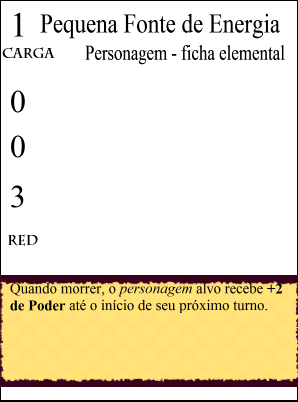 1 Pequena Fonte de Energia
CARGA Personagem - ficha elemental
0
0
3
RED
Quando morrer, o personagem alvo recebe +2
de Poder até o início de seu próximo turno.